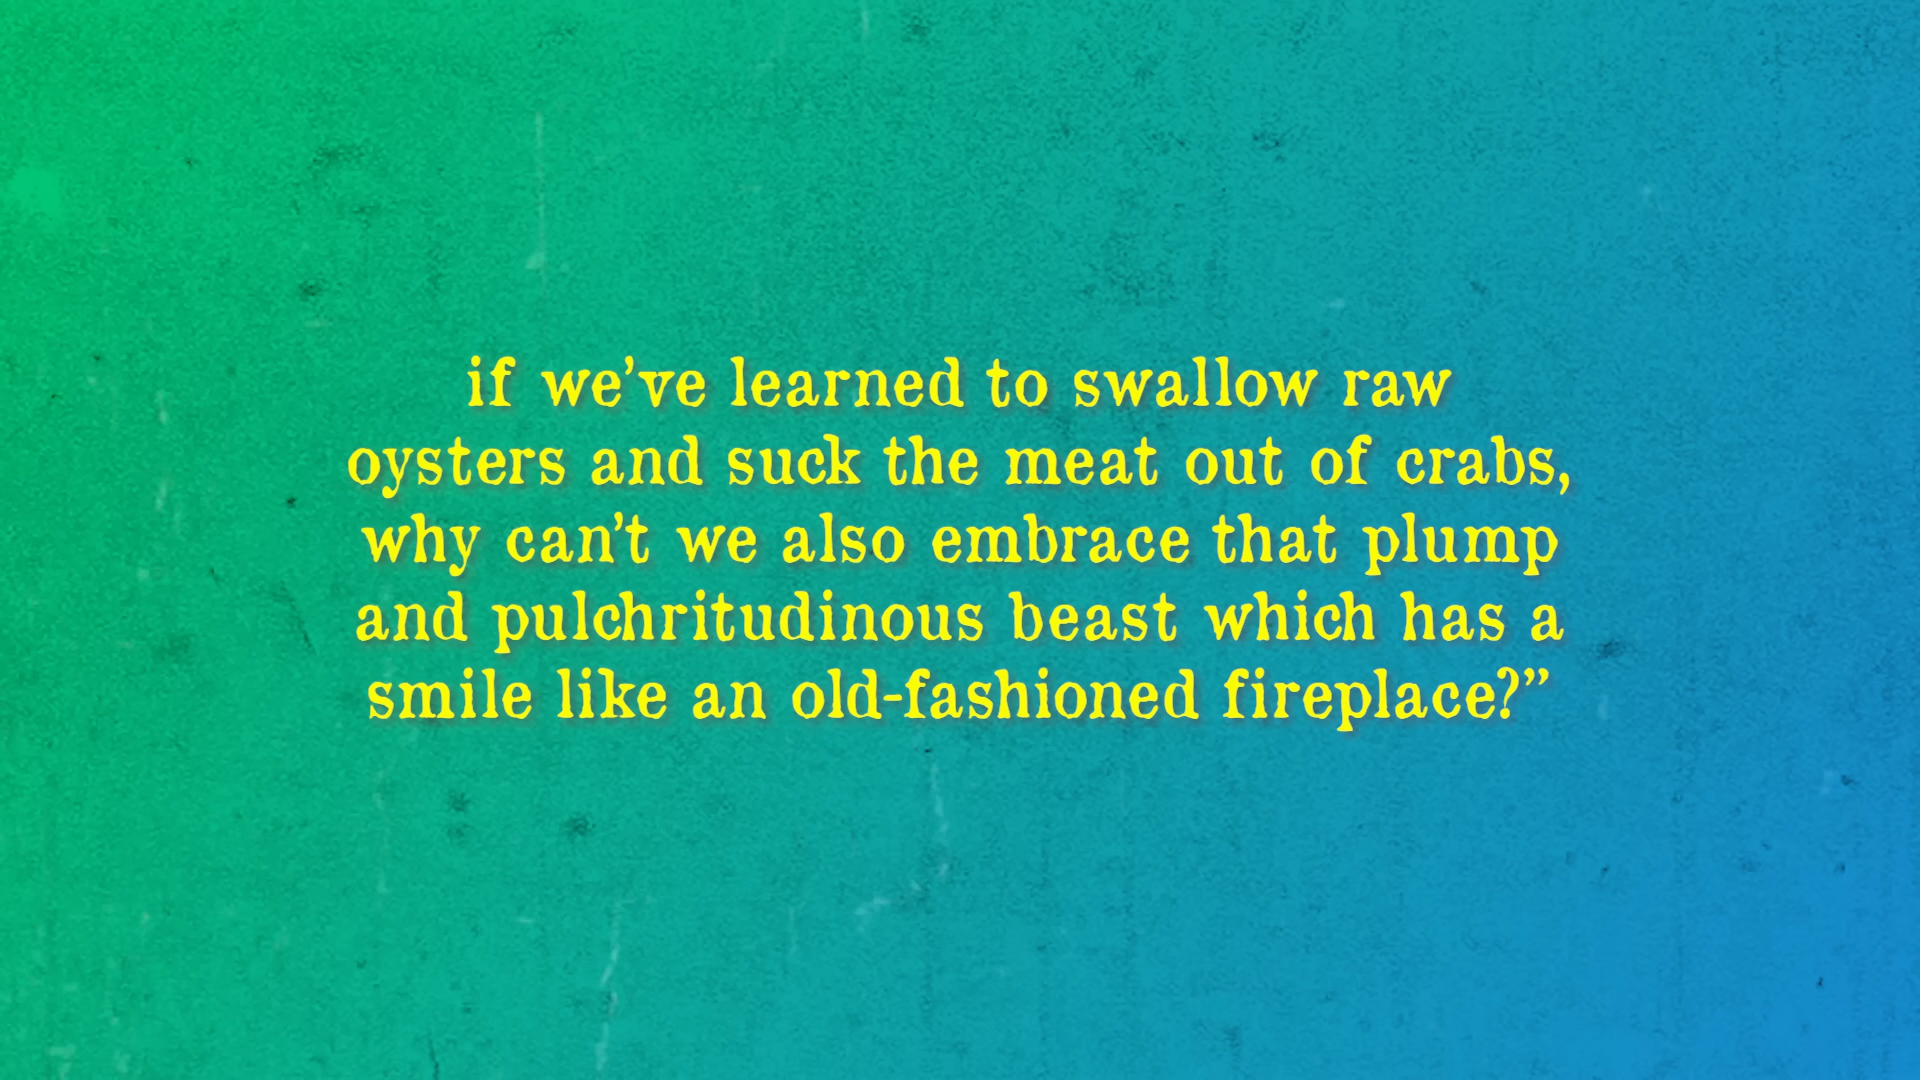 if we’ve learned to swallow raw
oysters and suck the meat out of crabs,
why can’t we also embrace that plump
and pulchritudinous beast which has a
smile like an old-fashioned fireplace?”